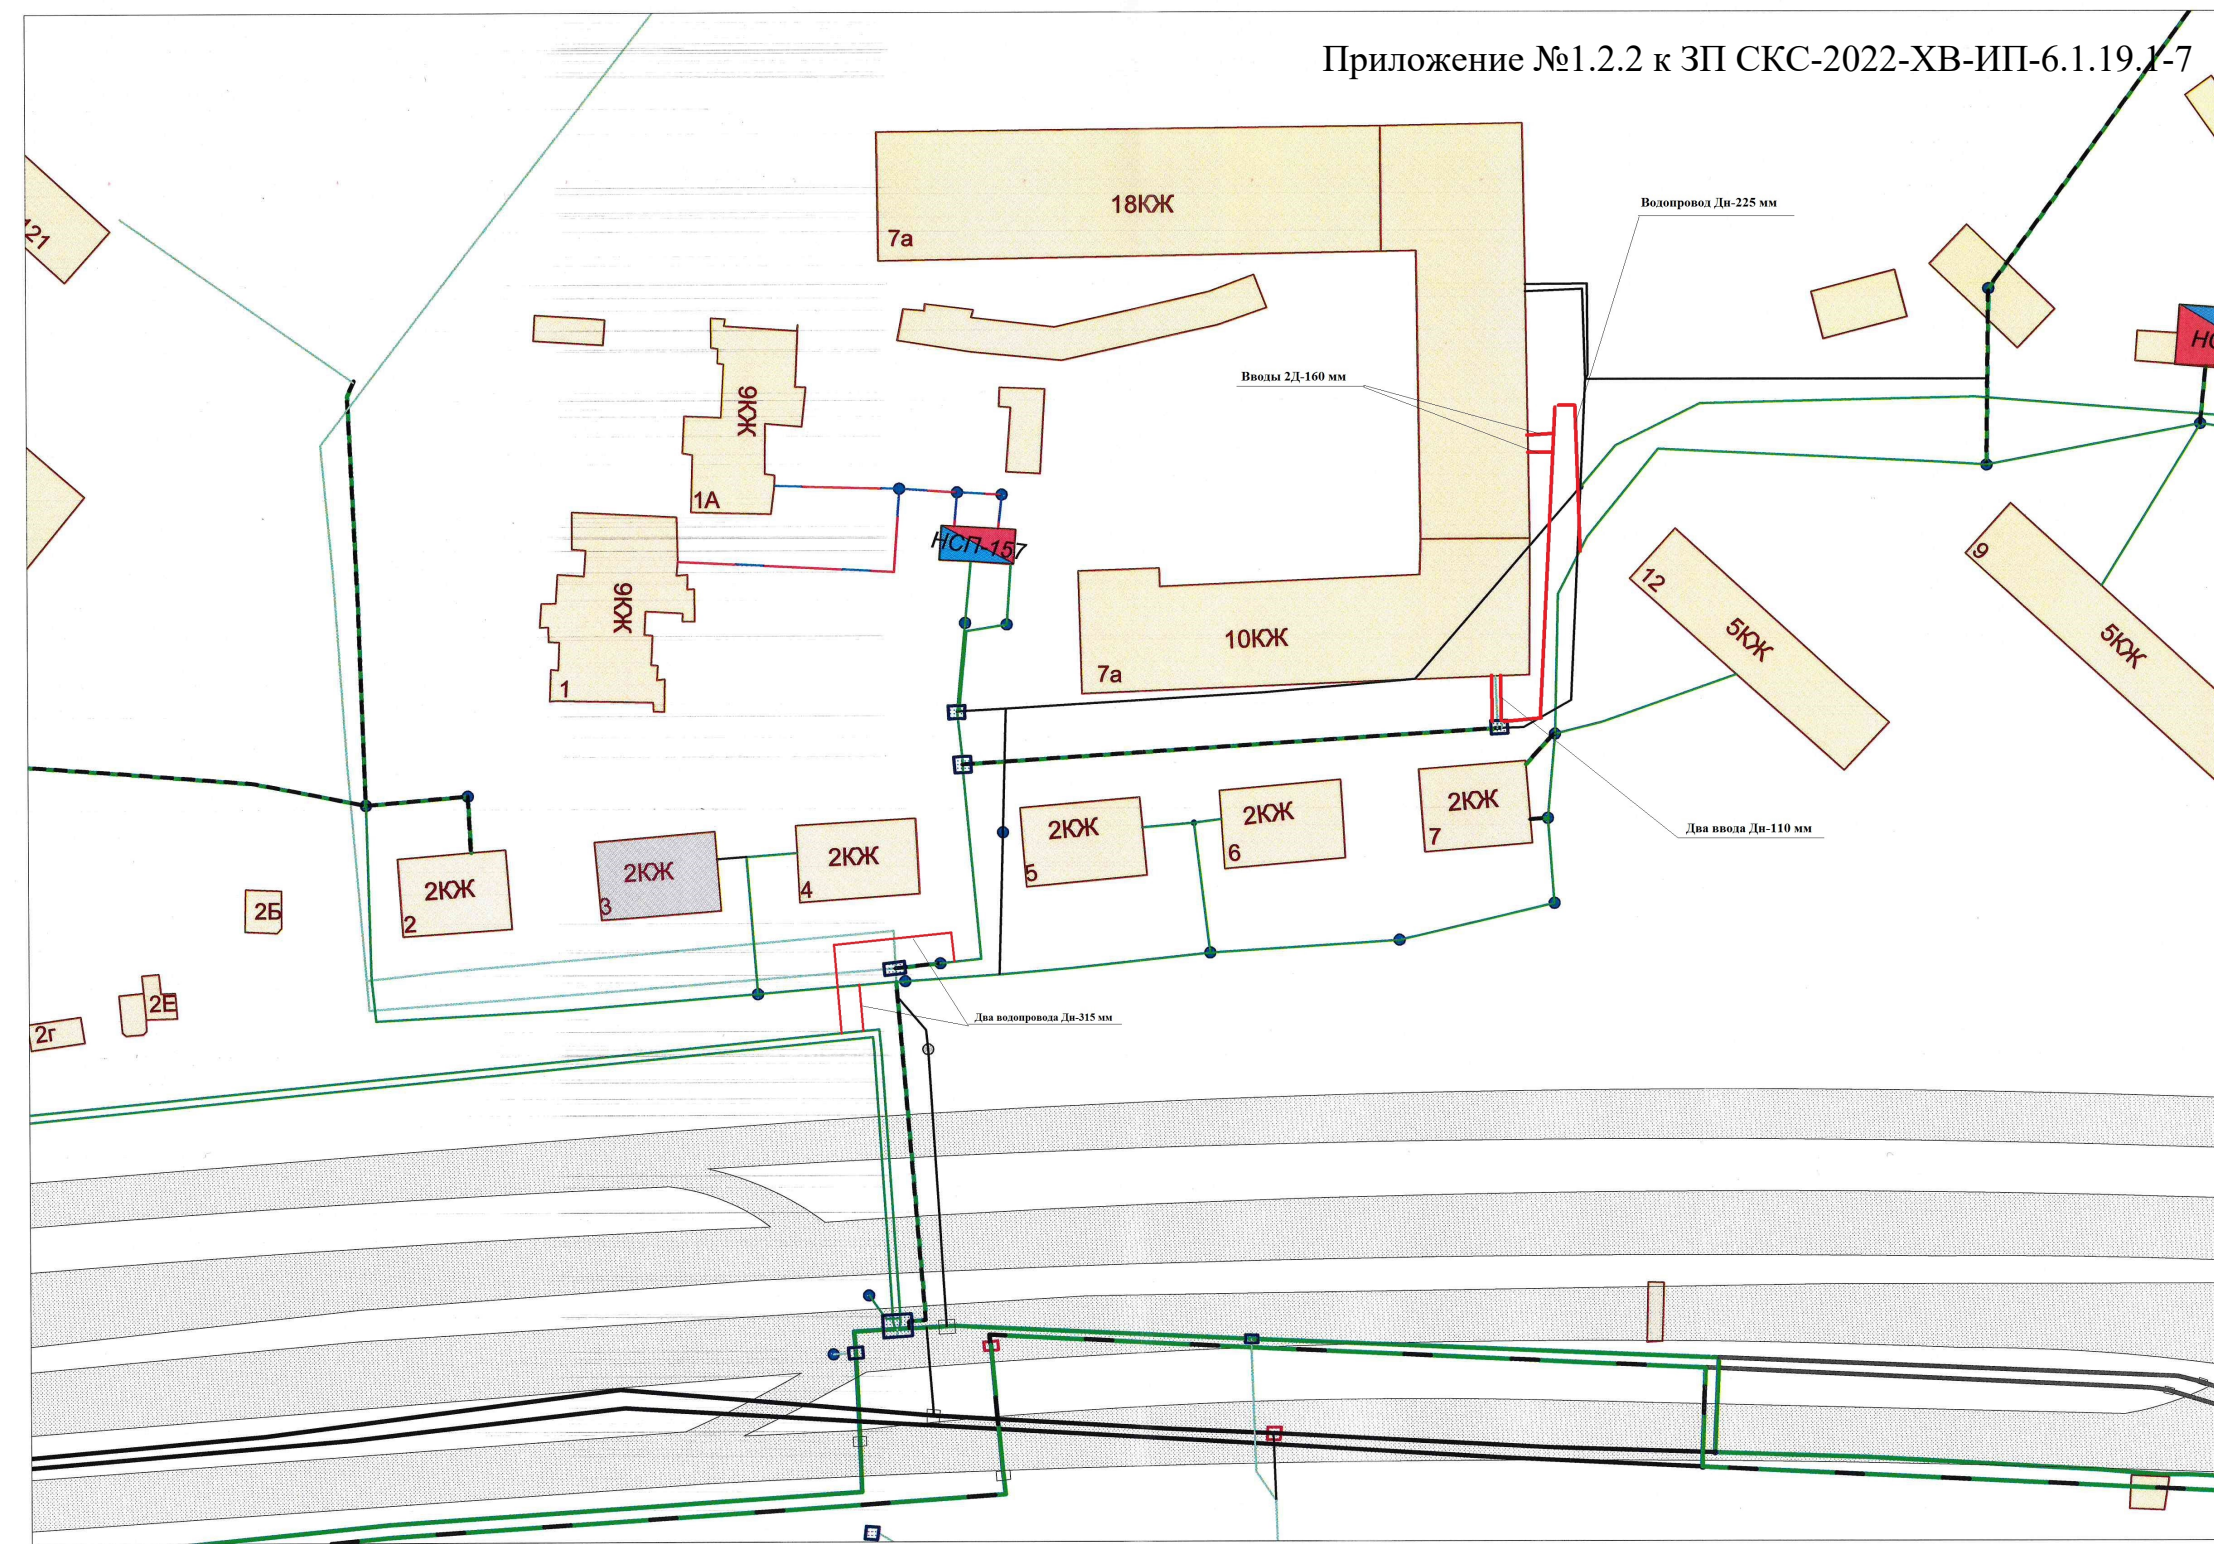 Приложение №1.2.2 к ЗП СКС-2022-ХВ-ИП-6.1.19.1-7
Водопровод Дн-225 мм
18КЖ
7а
121
Вводы 2Д-160 мм
9КЖ
1А
НСП-157
9КЖ
1
10КЖ
7а
12
5КЖ
9
5КЖ
2КЖ
7
Два ввода Дн-110 мм
2КЖ
6
2КЖ
5
2КЖ
4
2КЖ
3
2КЖ
2
2Б
2Е
2г
Два водопровода Дн-315 мм